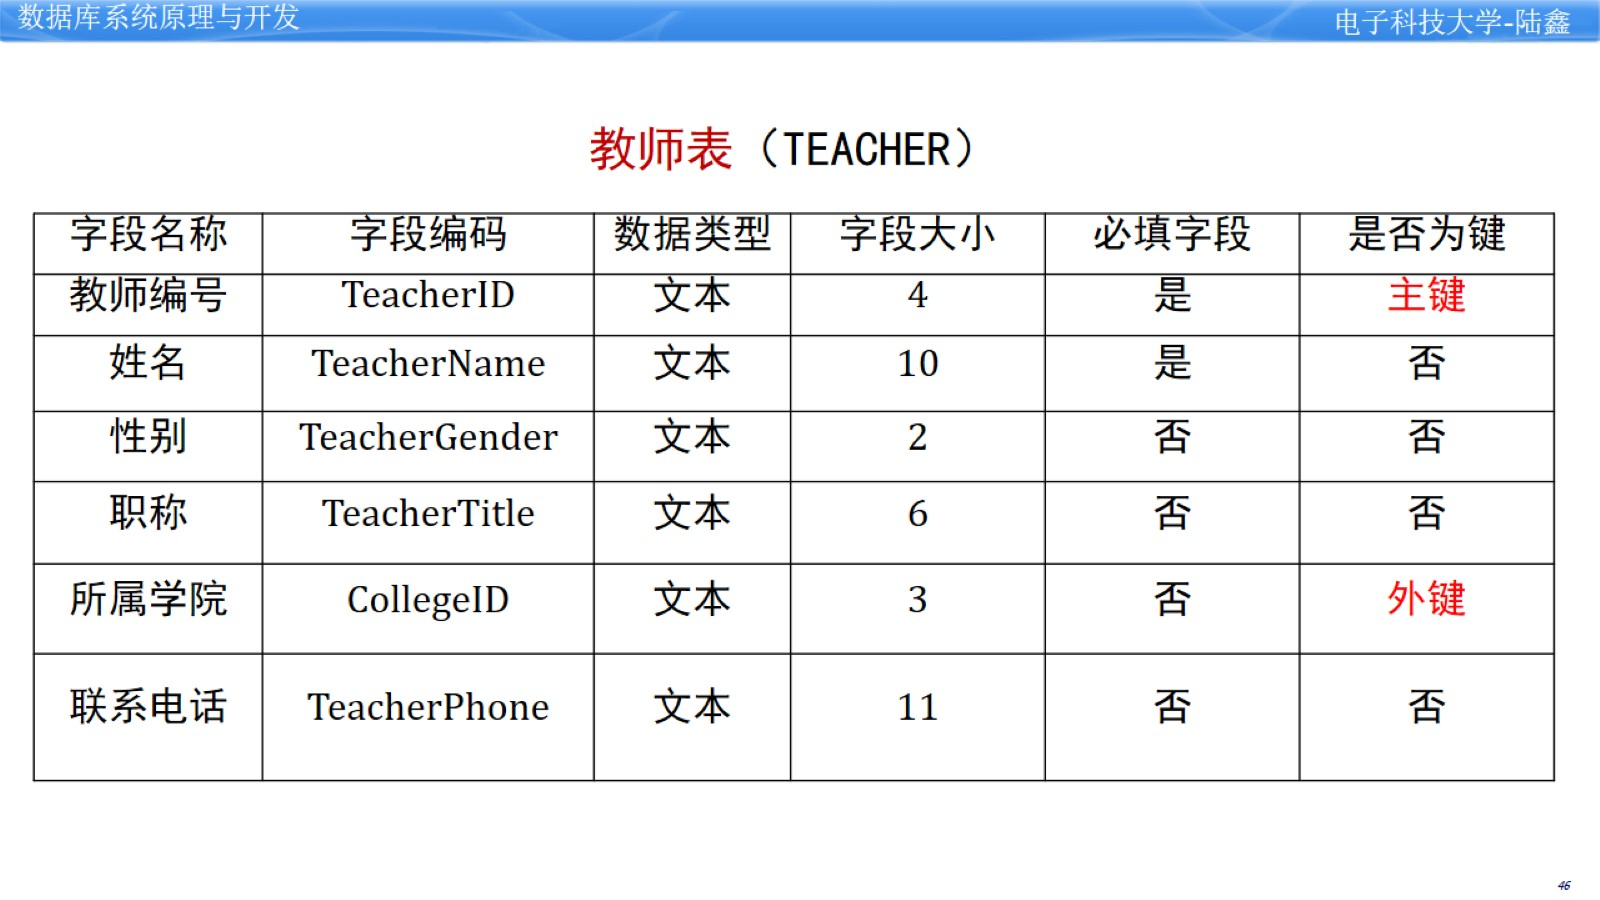 数据库系统原理与开发
电子科技大学-陆鑫
教师表（TEACHER）
字段名称 字段编码 数据类型 字段大小 必填字段 是否为键
教师编号 TeacherID 文本 4 是 主键
姓名 TeacherName 文本 10 是 否
性别 TeacherGender 文本 2 否 否
职称 TeacherTitle 文本 6 否 否
所属学院 CollegeID 文本 3 否 外键
联系电话 TeacherPhone 文本 11 否 否
46